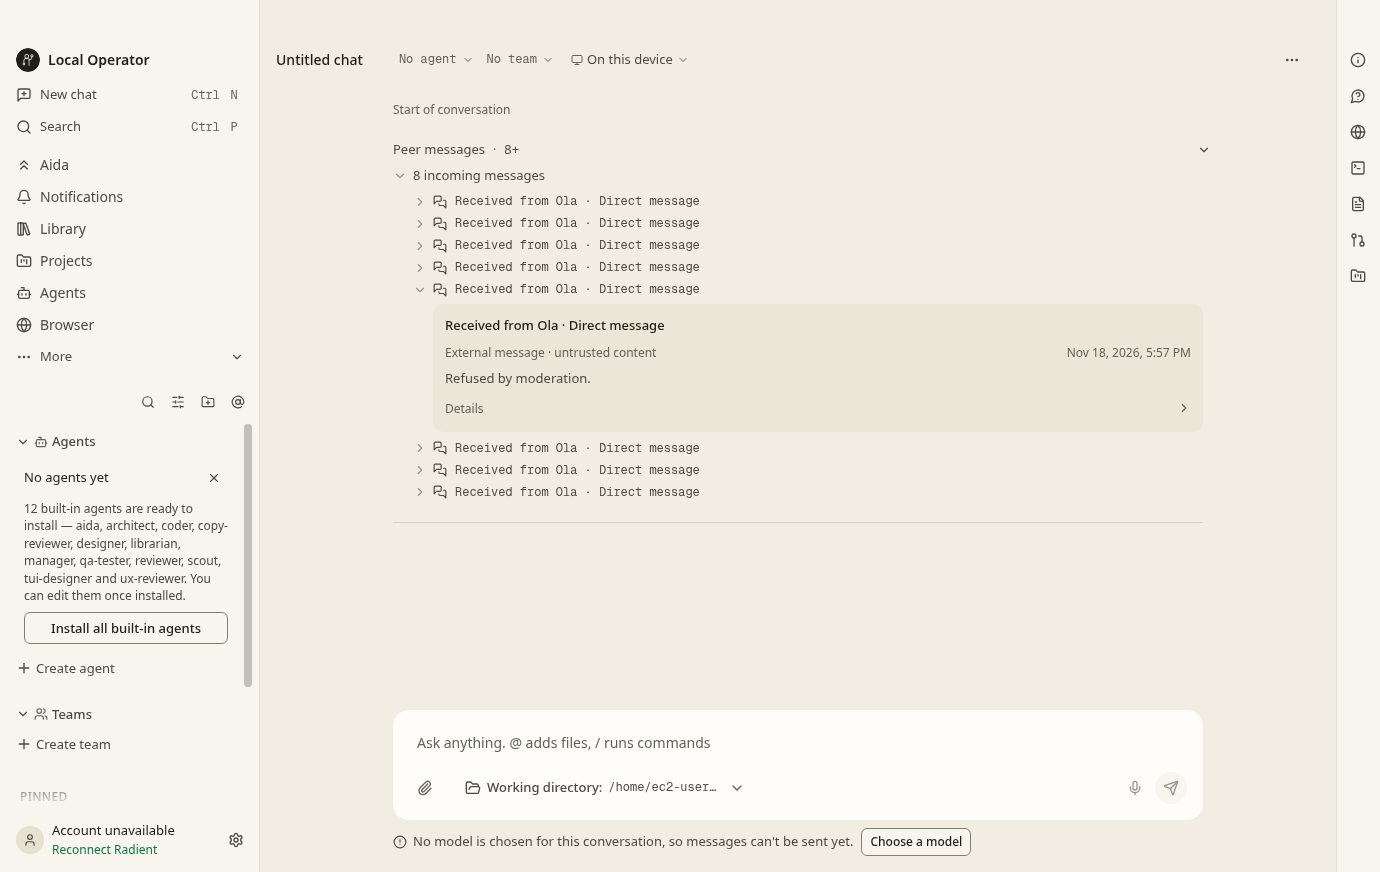 Local Operator
New chat Ctrl N
Search Ctrl P
Aida
Notifications
Library
Projects
Agents
Browser
More
Agents
No agents yet
12 built-in agents are ready to
install — aida, architect, coder, copy-
reviewer, designer, librarian,
manager, qa-tester, reviewer, scout,
tui-designer and ux-reviewer. You
can edit them once installed.
Install all built-in agents
Create agent
Teams
Create team
PINNED
Account unavailable
Reconnect Radient
Untitled chat No agent No team On this device
Start of conversation
Peer messages · 8+
8 incoming messages
Received from Ola · Direct message
Received from Ola · Direct message
Received from Ola · Direct message
Received from Ola · Direct message
Received from Ola · Direct message
Received from Ola · Direct message
External message · untrusted content Nov 18, 2026, 5:57 PM
Refused by moderation.
Details
Received from Ola · Direct message
Received from Ola · Direct message
Received from Ola · Direct message
Ask anything. @ adds files, / runs commands
Working directory: /home/ec2-user…
No model is chosen for this conversation, so messages can't be sent yet. Choose a model